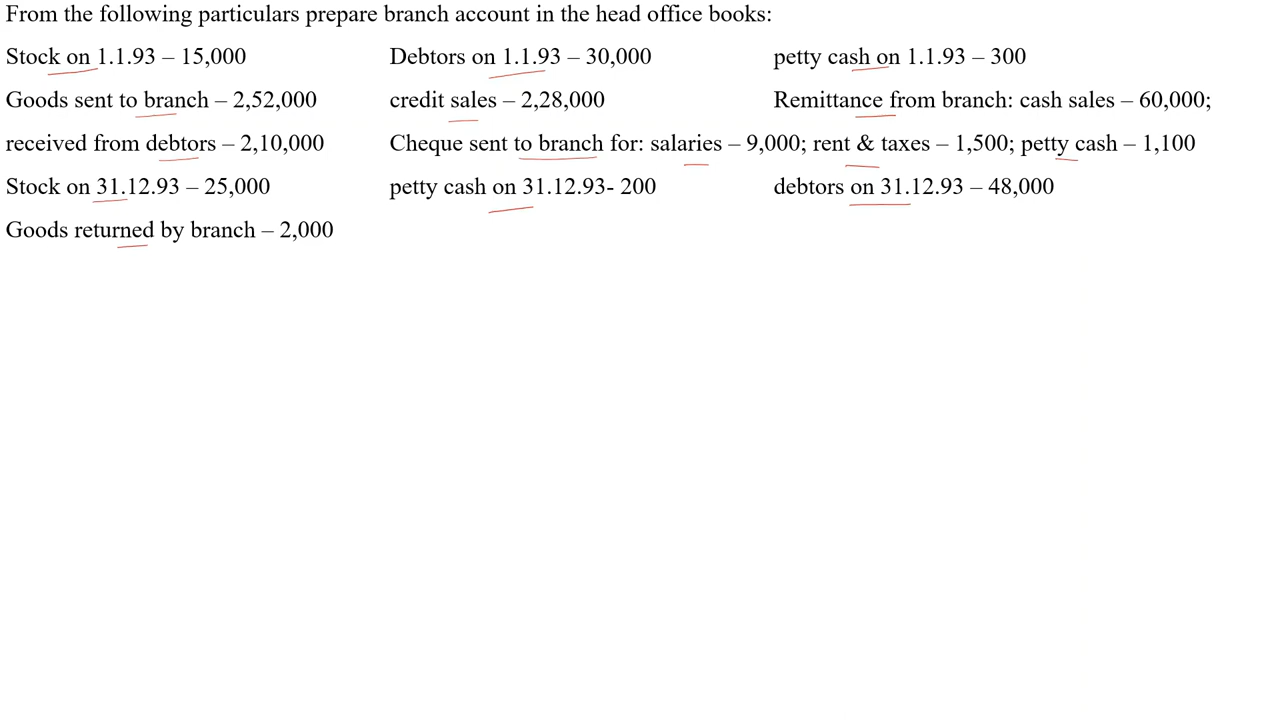 From the following particulars prepare branch account in the head office books:
Stock on 1.1.93 – 15,000 Debtors on 1.1.93 – 30,000 petty cash on 1.1.93 – 300
Goods sent to branch – 2,52,000 credit sales – 2,28,000 Remittance from branch: cash sales – 60,000;
received from debtors – 2,10,000 Cheque sent to branch for: salaries – 9,000; rent & taxes – 1,500; petty cash – 1,100
Stock on 31.12.93 – 25,000 petty cash on 31.12.93- 200 debtors on 31.12.93 – 48,000
Goods returned by branch – 2,000